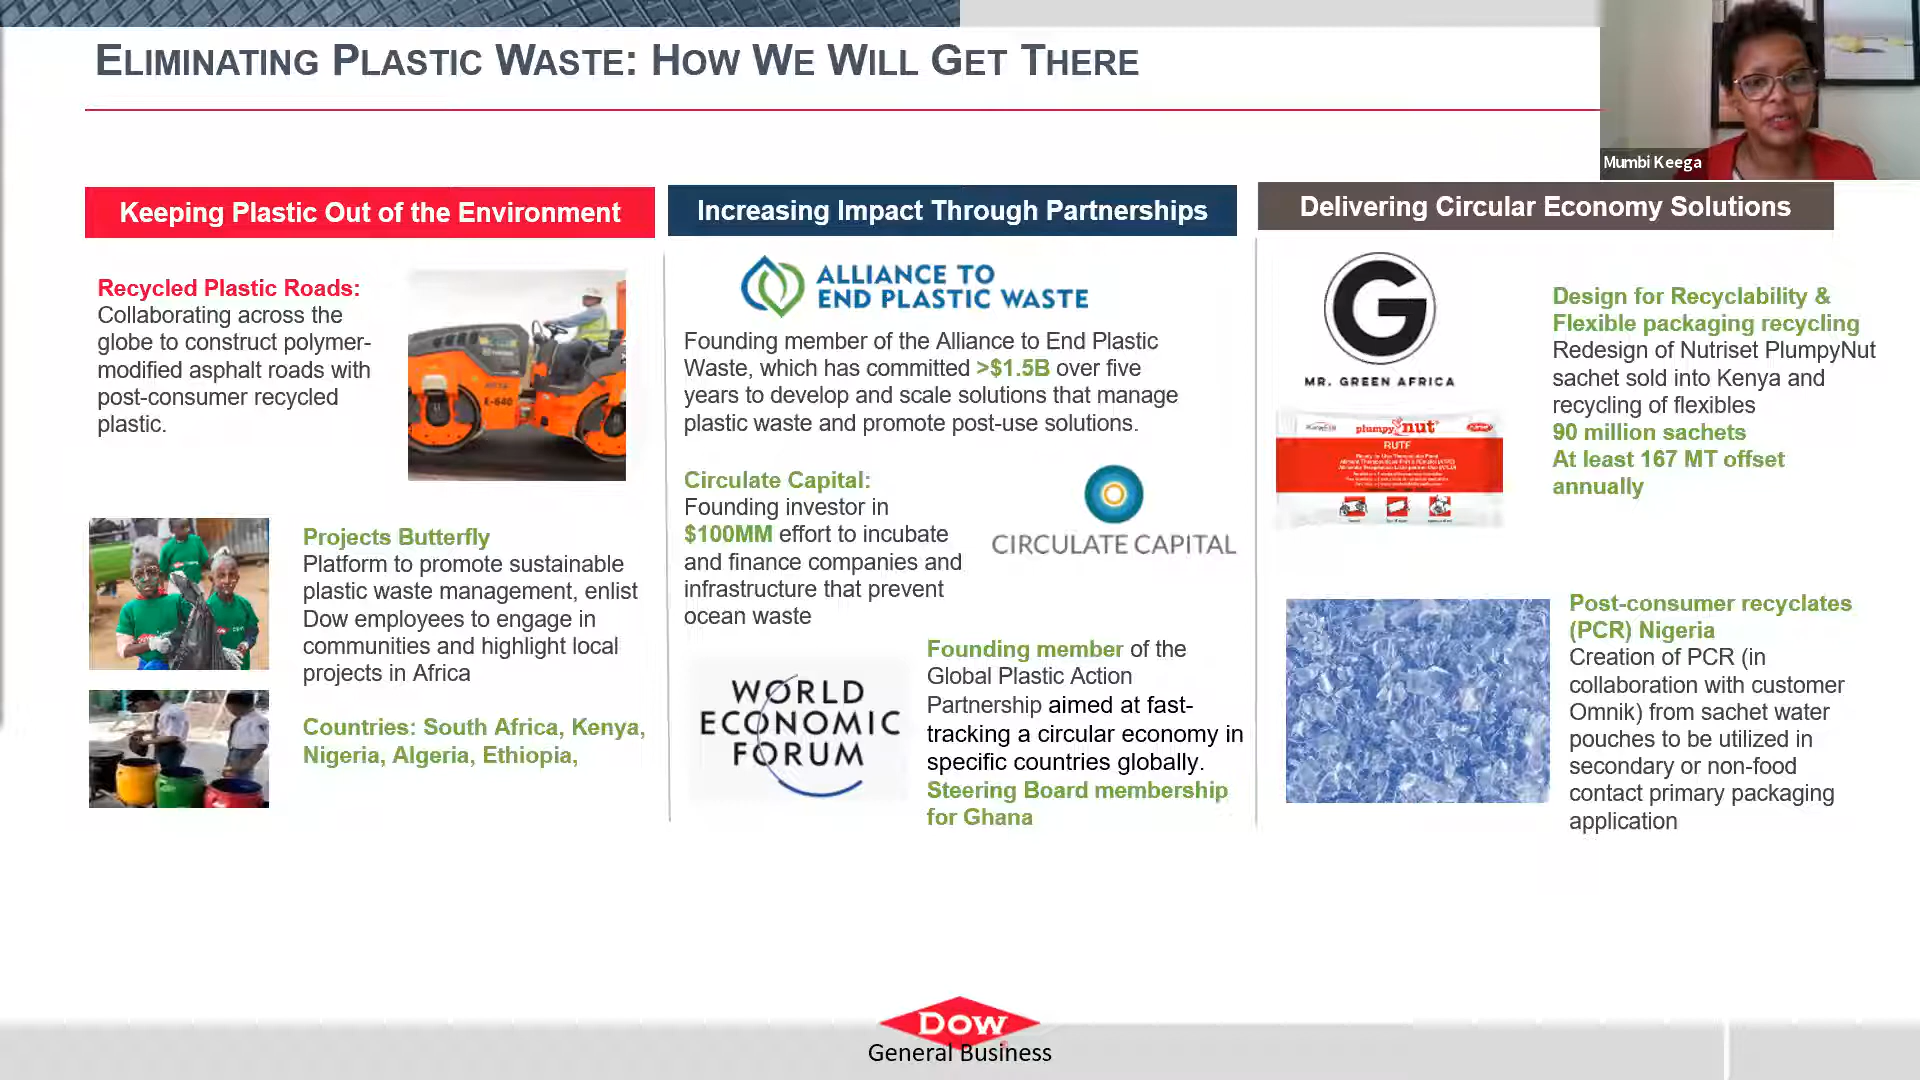 ELIMINATING PLASTIC WASTE: HOW WE WILL GET THERE
Mumbi Keega
Keeping Plastic Out of the Environment
Recycled Plastic Roads:
Collaborating across the
globe to construct polymer-
modified asphalt roads with
post-consumer recycled
plastic.
E-640
Projects Butterfly
Platform to promote sustainable
plastic waste management, enlist
Dow employees to engage in
communities and highlight local
projects in Africa
Countries: South Africa, Kenya,
Nigeria, Algeria, Ethiopia,
Increasing Impact Through Partnerships
ALLIANCE TO
END PLASTIC WASTE
Founding member of the Alliance to End Plastic
Waste, which has committed >$1.5B over five
years to develop and scale solutions that manage
plastic waste and promote post-use solutions.
Circulate Capital:
Founding investor in
$100MM effort to incubate
and finance companies and
infrastructure that prevent
ocean waste
CIRCULATE CAPITAL
WORLD
ECONOMIC
FORUM
Founding member of the
Global Plastic Action
Partnership aimed at fast-
tracking a circular economy in
specific countries globally.
Steering Board membership
for Ghana
Delivering Circular Economy Solutions
G
MR. GREEN AFRICA
plumpy'nut
RUTF
Design for Recyclability &
Flexible packaging recycling
Redesign of Nutriset PlumpyNut
sachet sold into Kenya and
recycling of flexibles
90 million sachets
At least 167 MT offset
annually
Post-consumer recyclates
(PCR) Nigeria
Creation of PCR (in
collaboration with customer
Omnik) from sachet water
pouches to be utilized in
secondary or non-food
contact primary packaging
application
DOW
General Business